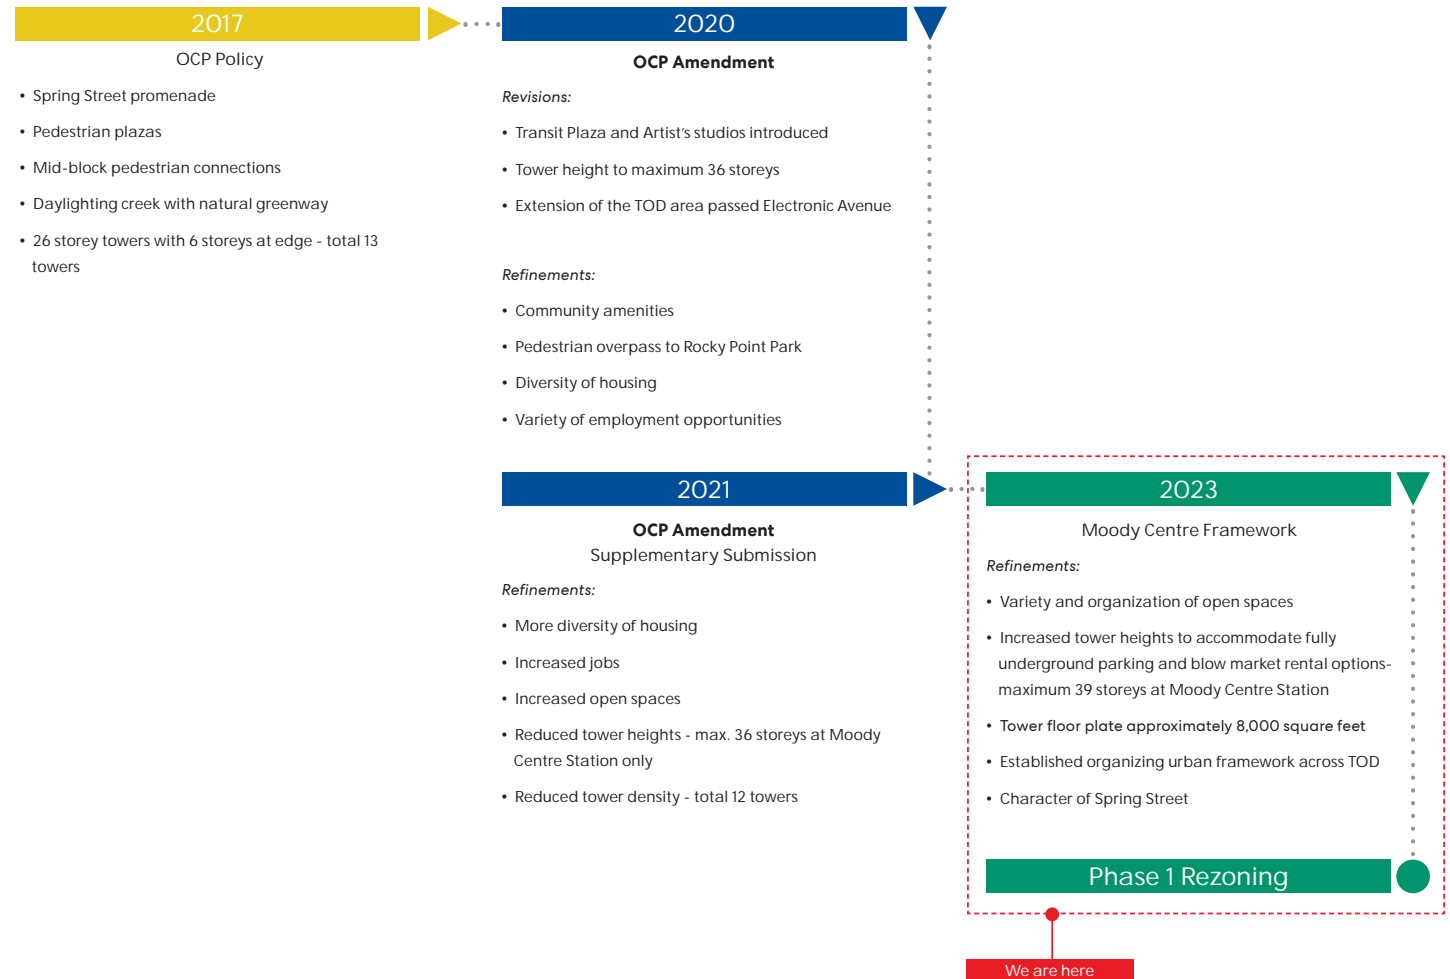 2017
OCP Policy
• Spring Street promenade
• Pedestrian plazas
• Mid-block pedestrian connections
• Daylighting creek with natural greenway
• 26 storey towers with 6 storeys at edge - total 13
towers
2020
OCP Amendment
Revisions:
• Transit Plaza and Artist's studios introduced
• Tower height to maximum 36 storeys
• Extension of the TOD area passed Electronic Avenue
Refinements:
• Community amenities
• Pedestrian overpass to Rocky Point Park
• Diversity of housing
• Variety of employment opportunities
2021
OCP Amendment
Supplementary Submission
Refinements:
• More diversity of housing
• Increased jobs
• Increased open spaces
• Reduced tower heights - max. 36 storeys at Moody
Centre Station only
• Reduced tower density - total 12 towers
2023
Moody Centre Framework
Refinements:
• Variety and organization of open spaces
• Increased tower heights to accommodate fully
underground parking and blow market rental options-
maximum 39 storeys at Moody Centre Station
• Tower floor plate approximately 8,000 square feet
• Established organizing urban framework across TOD
• Character of Spring Street
Phase 1 Rezoning
We are here